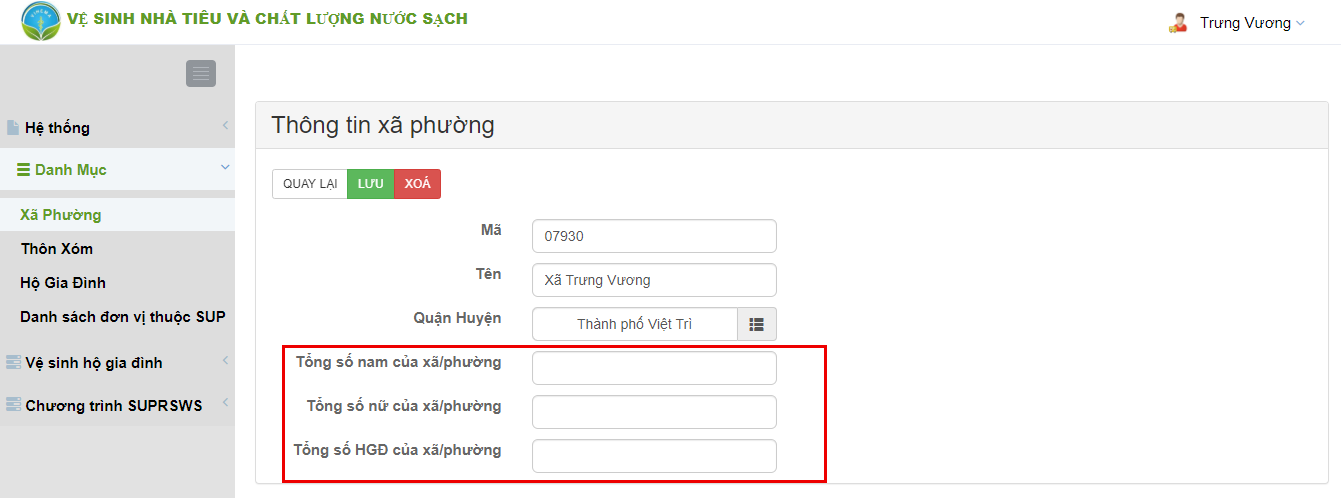 VỆ SINH NHÀ TIÊU VÀ CHẤT LƯỢNG NƯỚC SẠCH
Trưng Vương
Hệ thống
Danh Mục
Xã Phường
Thôn Xóm
Hộ Gia Đình
Danh sách đơn vị thuộc SUP
Vệ sinh hộ gia đình
Chương trình SUPRSWS
Thông tin xã phường
QUAY LẠI LƯU XOÁ
Mã 07930
Tên Xã Trưng Vương
Quận Huyện Thành phố Việt Trì
Tổng số nam của xã/phường
Tổng số nữ của xã/phường
Tổng số HGĐ của xã/phường